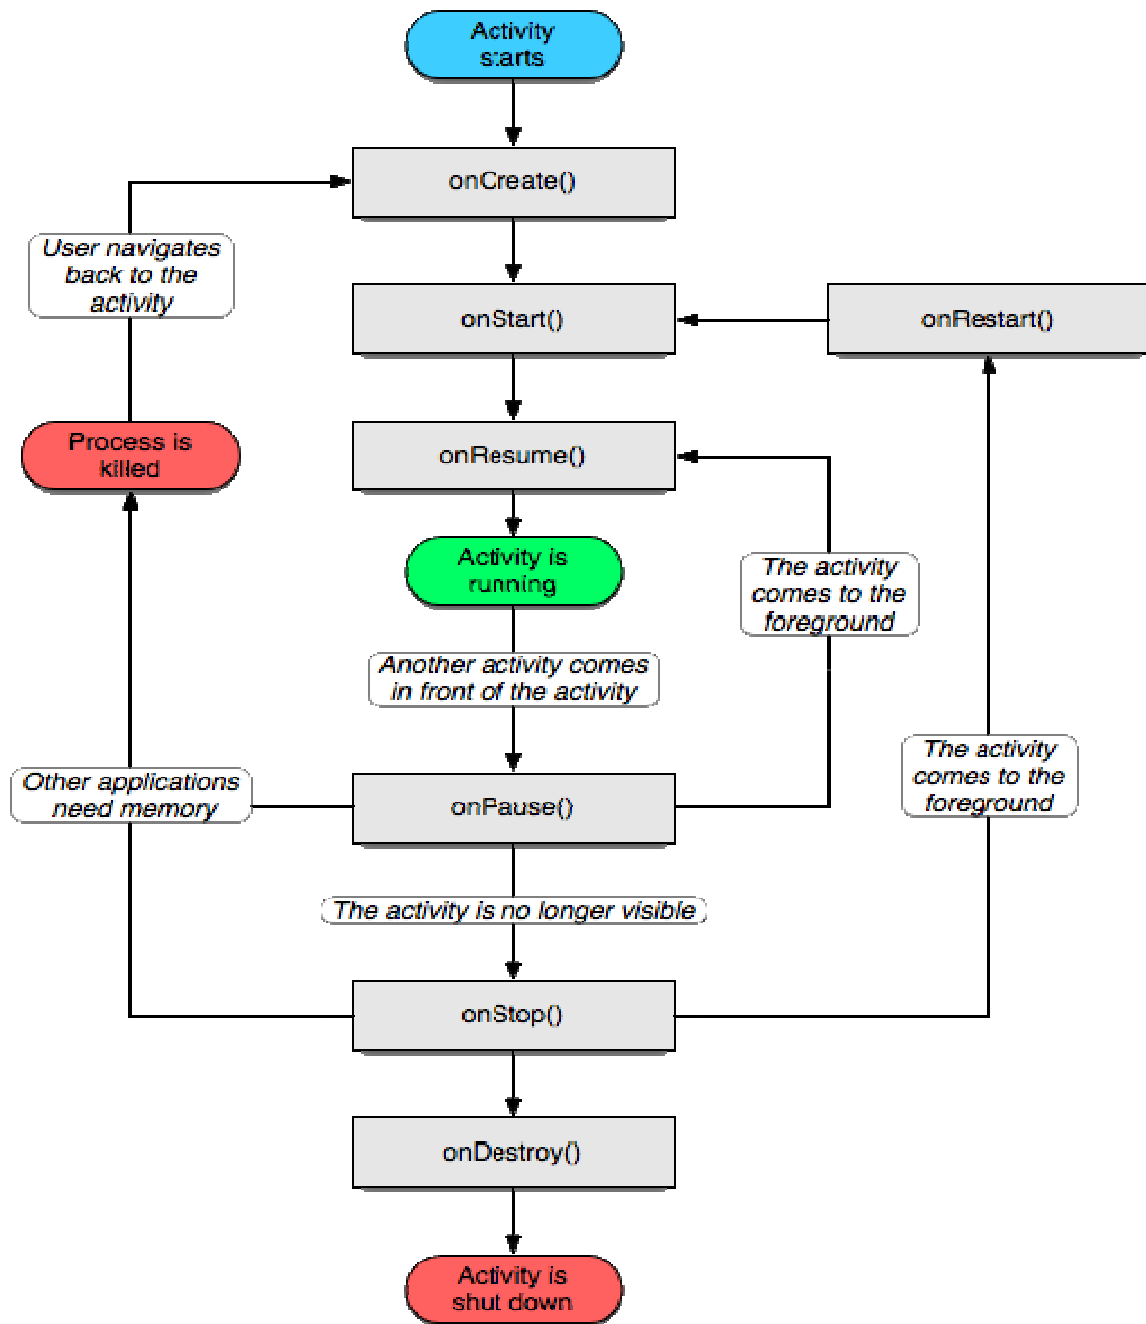 Activity
starts
onCreate()
User navigates
back to the
activity
onStart()
onRestart()
Process is
killed
onResume()
Activity is
running
The activity
comes to the
foreground
Another activity comes
in front of the activity
The activity
comes to the
foreground
Other applications
need memory
onPause()
The activity is no longer visible
onStop()
onDestroy()
Activity is
shut down